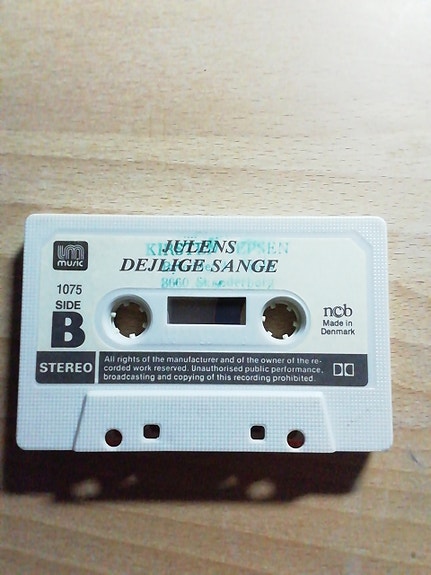 um
music
JULENS
DEJLIGE SANGE
1075
SIDE
B
ncb
Made in
Denmark
STEREO
All rights of the manufacturer and of the owner of the re-
corded work reserved. Unauthorised public performance,
broadcasting and copying of this recording prohibited.